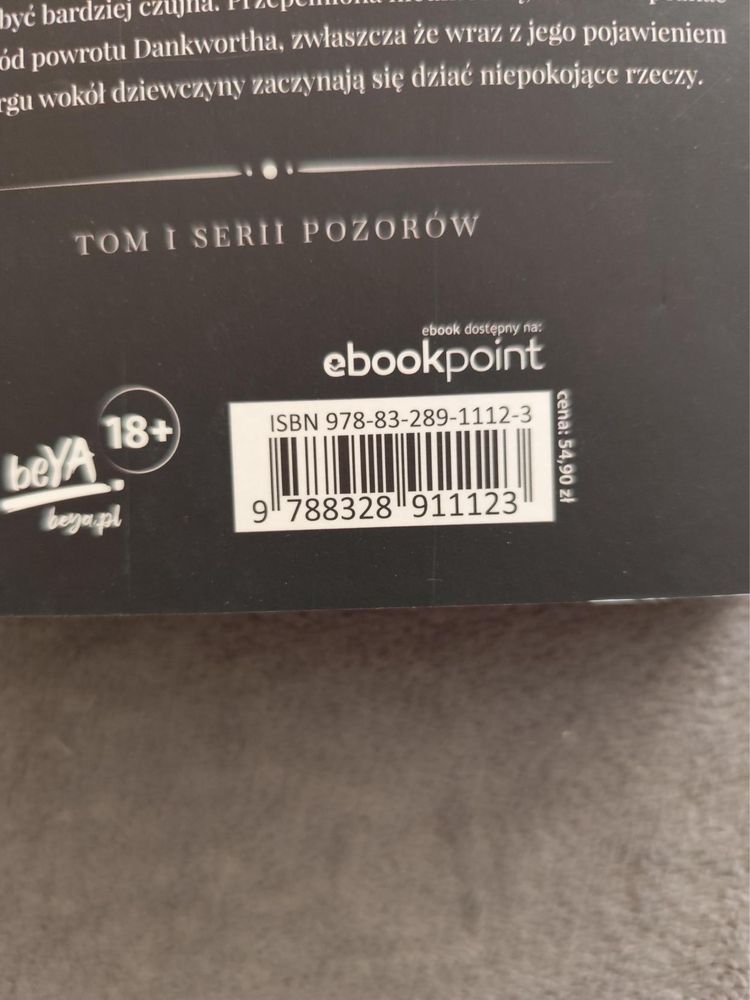 być bardziej czujna.
powrotu Dankwortha, zwłaszcza że wraz z jego pojawieniem
wokół dziewczyny zaczynają się dziać niepokojące rzeczy.
TOM I SERII POZORÓW
ebook dostępny na:
ebookpoint
ISBN 978-83-289-1112-3
9 788328 911123
cena: 54,90 zł
18+
beYA
beya.pl